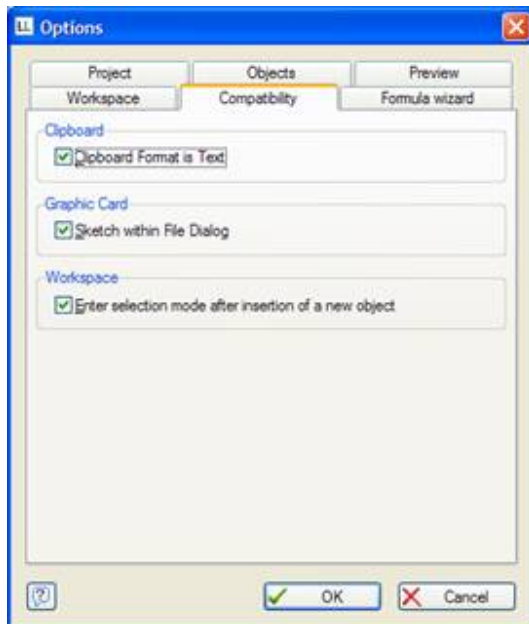 LL Options
Project Objects Preview
Workspace Compatibility Formula wizard
Clipboard
Clipboard Format is Text
Graphic Card
Sketch within File Dialog
Workspace
Enter selection mode after insertion of a new object
? OK Cancel